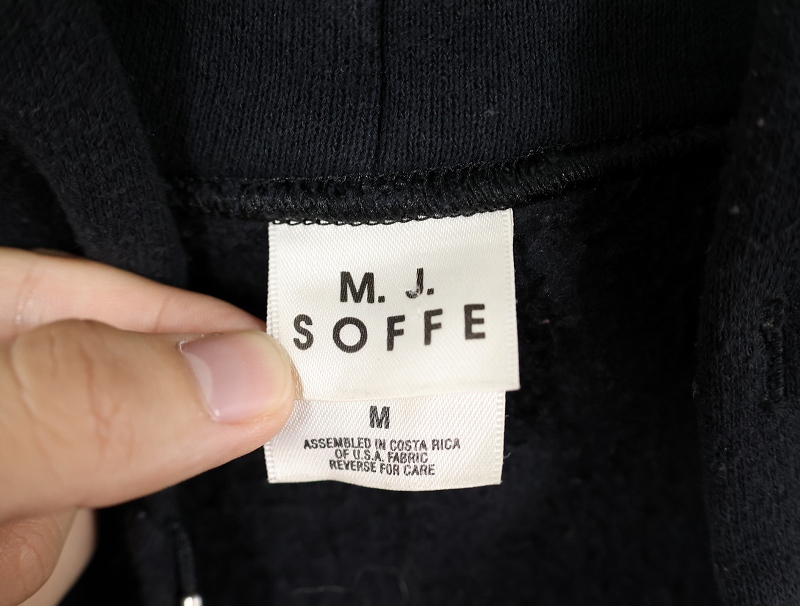 M. J.
SOFFE
M
ASSEMBLED IN COSTA RICA
OF U.S.A. FABRIC
REVERSE FOR CARE